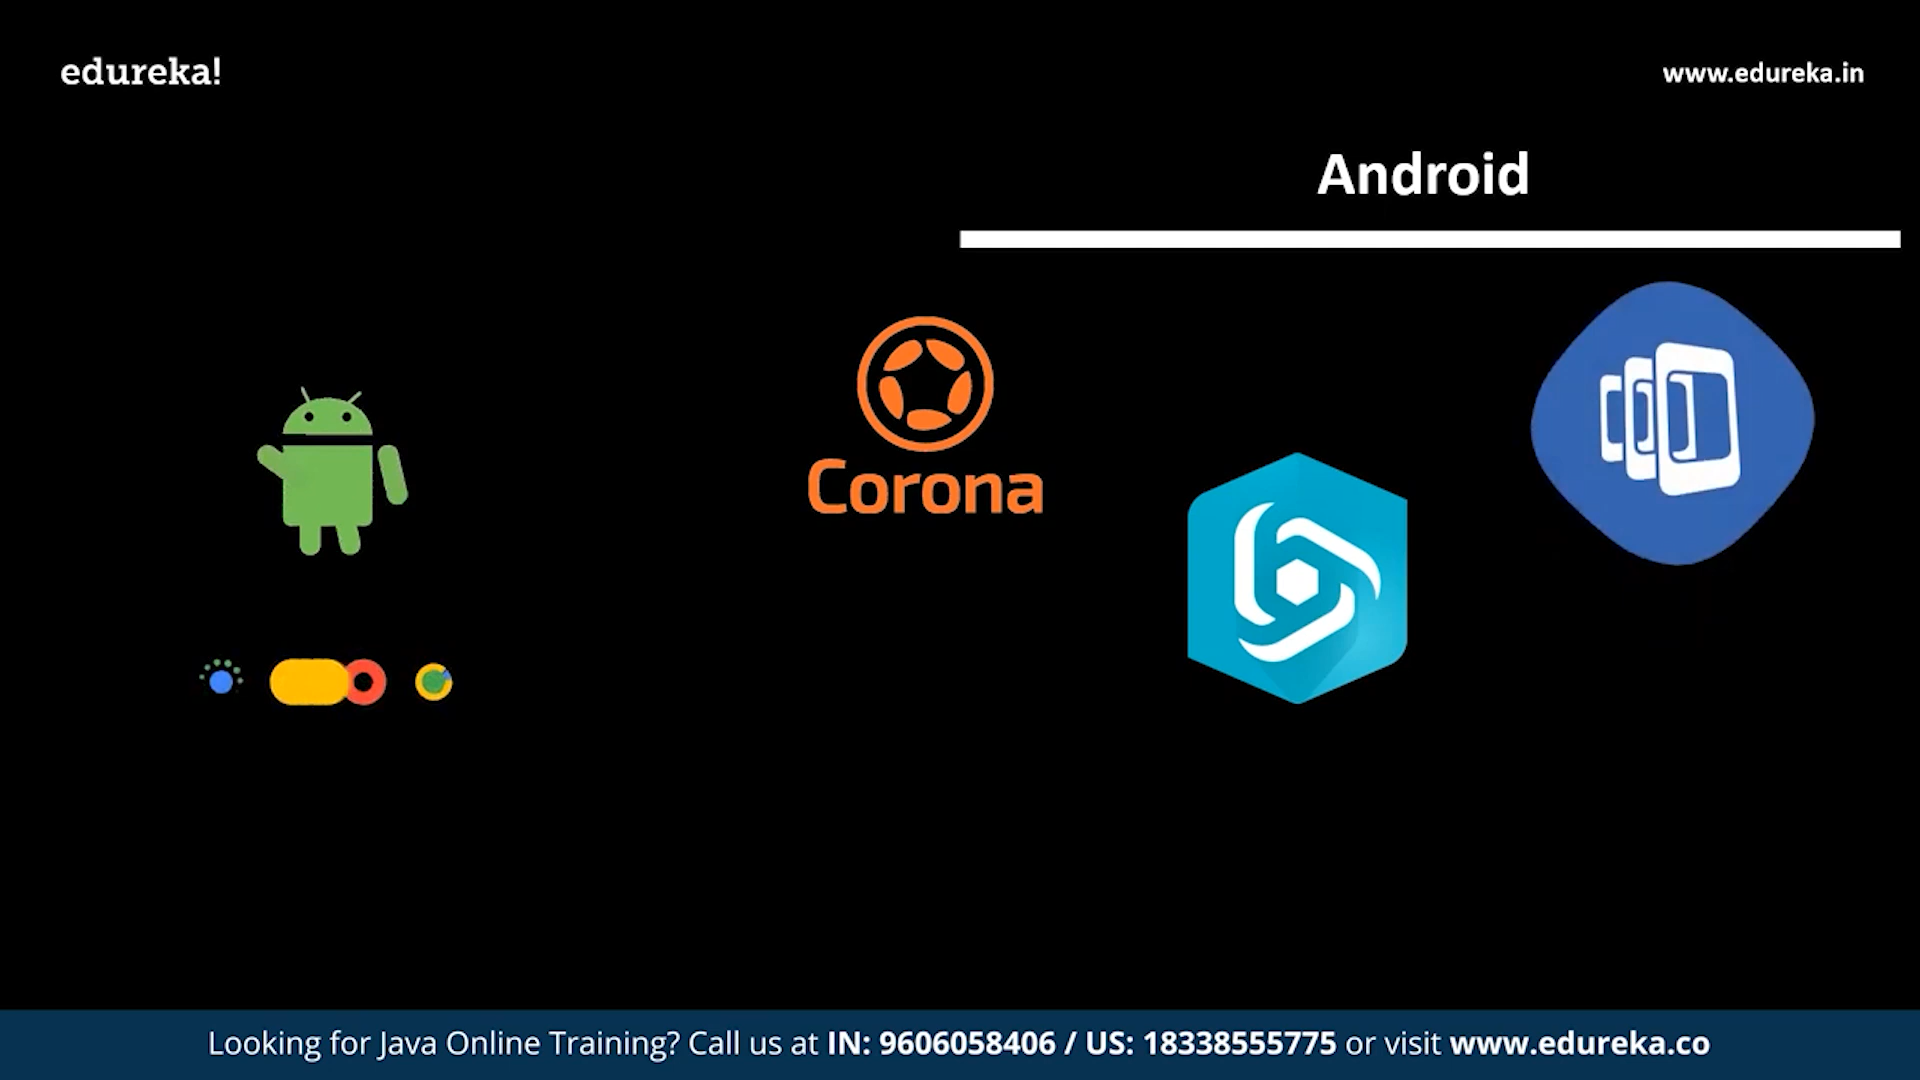 edureka!
www.edureka.in
Android
Corona
Looking for Java Online Training? Call us at IN: 9606058406 / US: 18338555775 or visit www.edureka.co